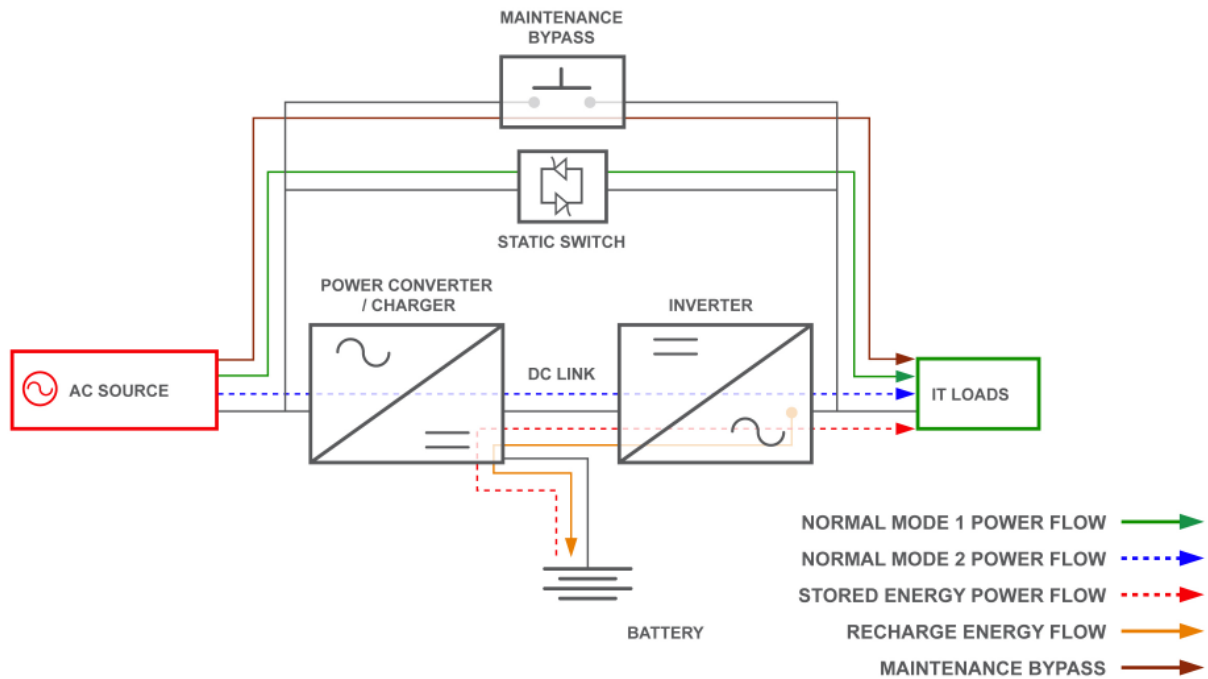 MAINTENANCE
BYPASS
STATIC SWITCH
POWER CONVERTER
/ CHARGER
INVERTER
DC LINK
AC SOURCE
IT LOADS
BATTERY
NORMAL MODE 1 POWER FLOW
NORMAL MODE 2 POWER FLOW
STORED ENERGY POWER FLOW
RECHARGE ENERGY FLOW
MAINTENANCE BYPASS